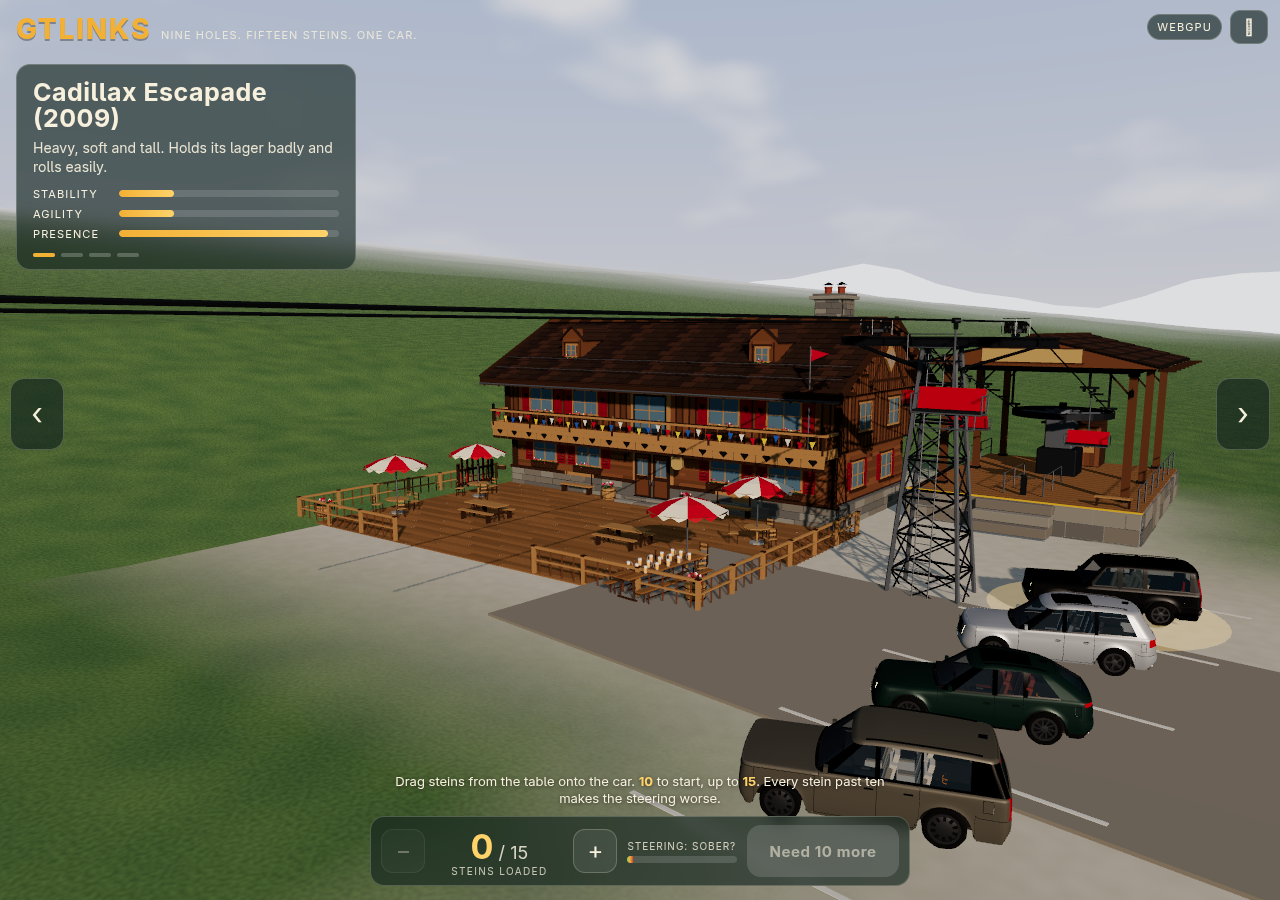 GTLINKS
NINE HOLES. FIFTEEN STEINS. ONE CAR.
WEBGPU
Cadillax Escapade
(2009)
Heavy, soft and tall. Holds its lager badly and
rolls easily.
STABILITY
AGILITY
PRESENCE
‹
›
Drag steins from the table onto the car. 10 to start, up to 15. Every stein past ten
makes the steering worse.
−
0 / 15
STEINS LOADED
+
STEERING: SOBER?
Need 10 more